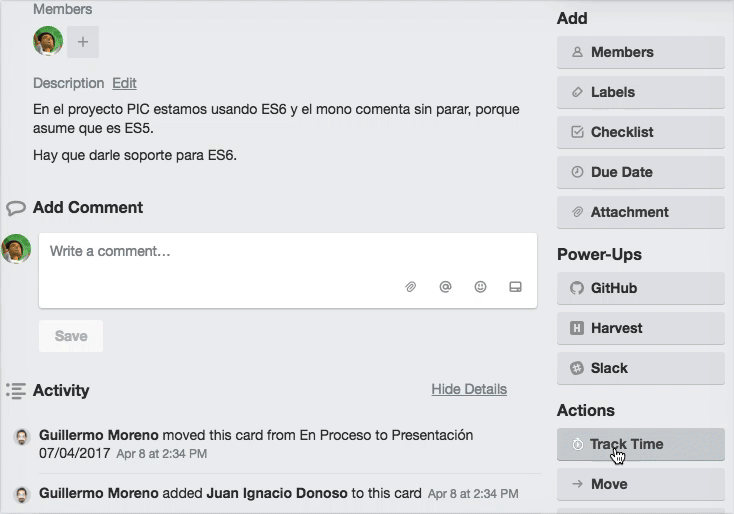 Members
+
Description Edit
En el proyecto PIC estamos usando ES6 y el mono comenta sin parar, porque
asume que es ES5.
Hay que darle soporte para ES6.
Add Comment
Write a comment…
@
Save
Activity
Hide Details
Guillermo Moreno moved this card from En Proceso to Presentación
07/04/2017 Apr 8 at 2:34 PM
Guillermo Moreno added Juan Ignacio Donoso to this card Apr 8 at 2:34 PM
Add
Members
Labels
Checklist
Due Date
Attachment
Power-Ups
GitHub
H Harvest
Slack
Actions
Track Time
Move